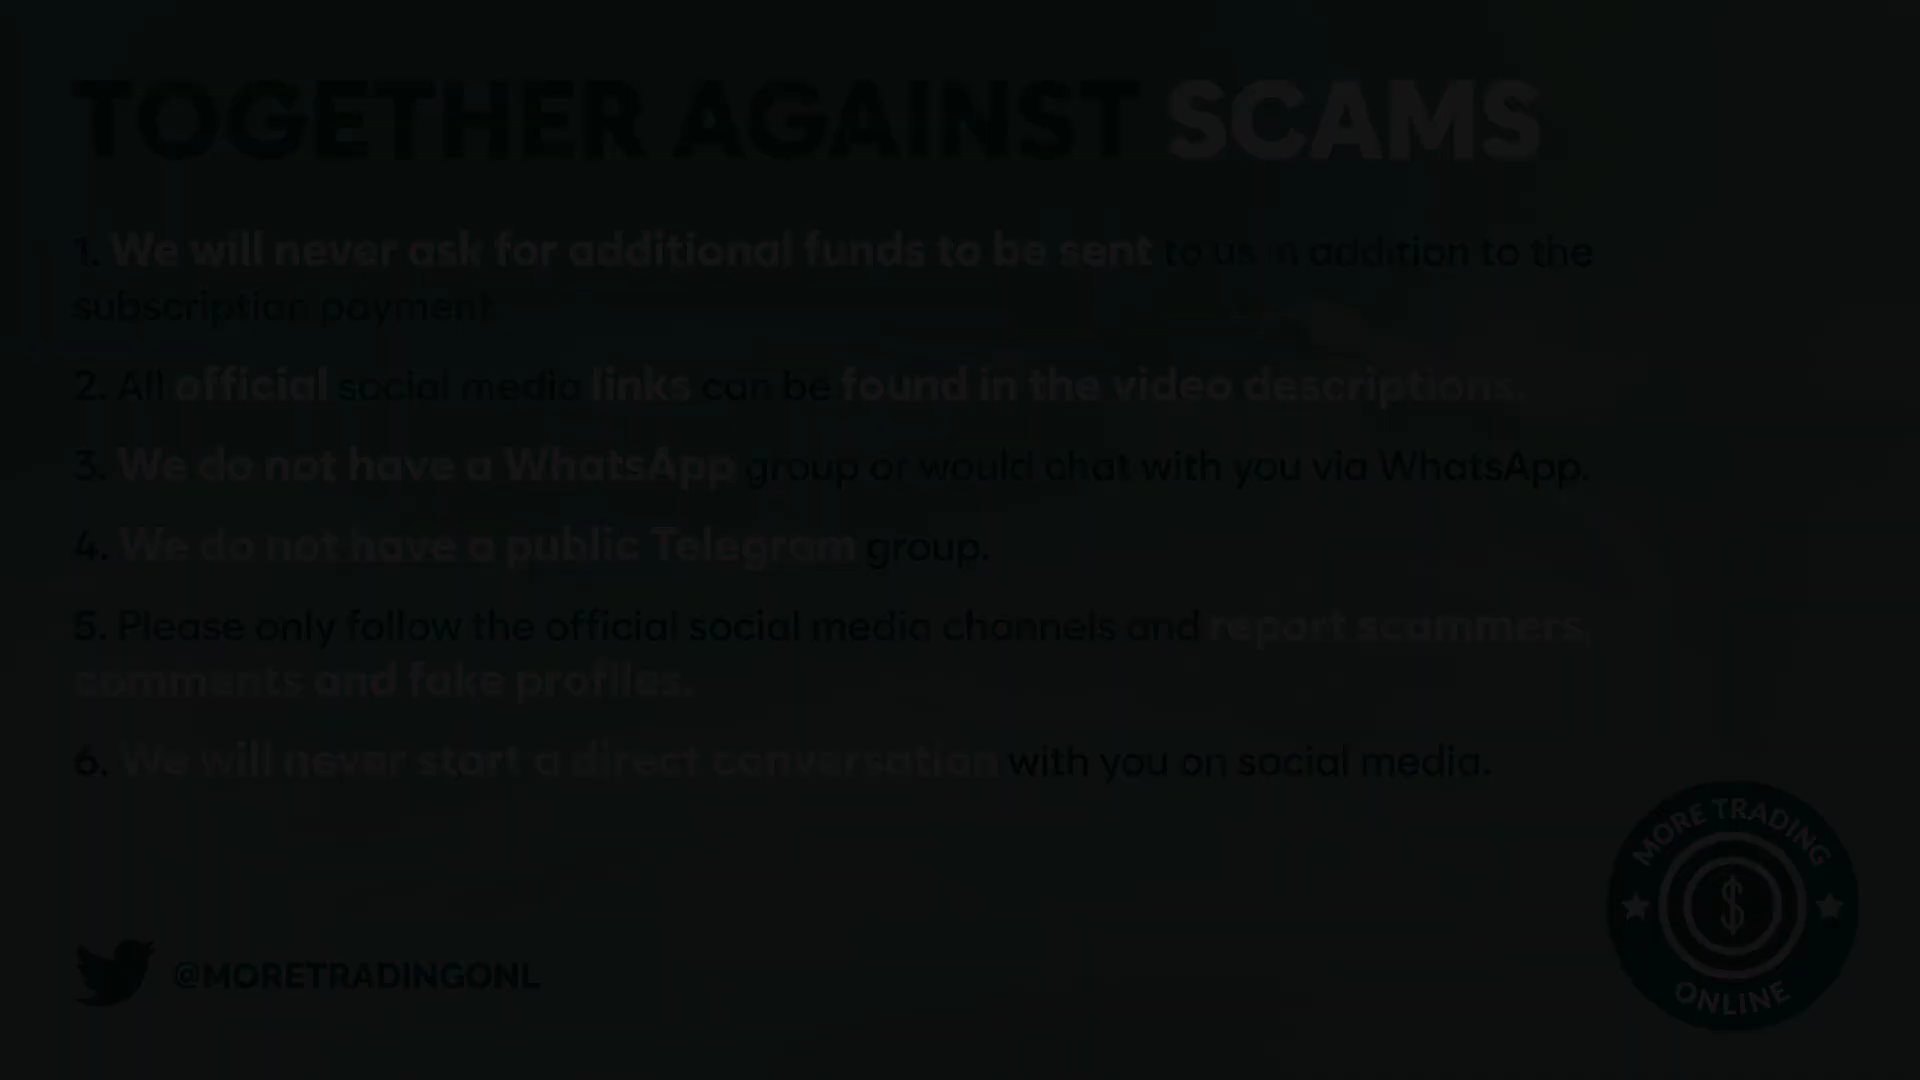 TOGETHER AGAINST SCAMS
1. We will never ask for additional funds to be sent to us in addition to the
subscription payment.
2. All official social media links can be found in the video descriptions.
3. We do not have a WhatsApp group or would chat with you via WhatsApp.
4. We do not have a public Telegram group.
5. Please only follow the official social media channels and report scammers,
comments and fake profiles.
6. We will never start a direct conversation with you on social media.
MORE TRADING
$
ONLINE
@MORETRADINGONL